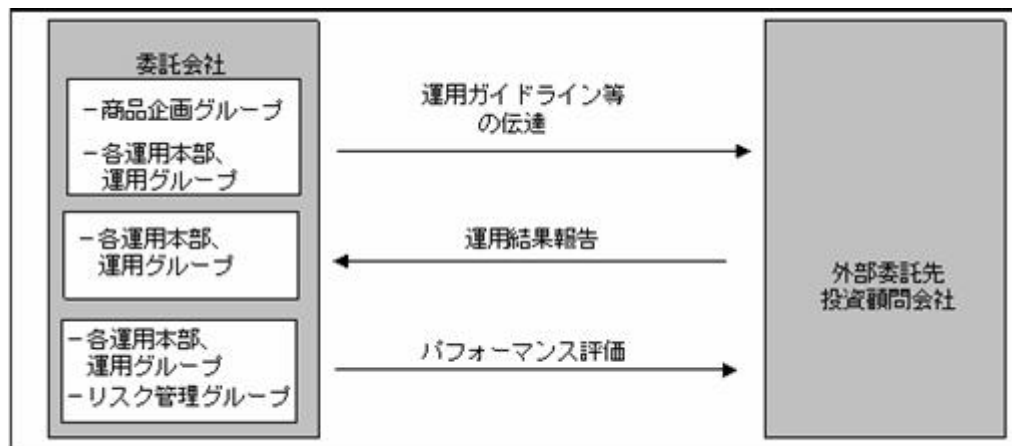 委託会社
－商品企画グループ
－各運用本部、
運用グループ
運用ガイドライン等
の伝達
－各運用本部、
運用グループ
運用結果報告
－各運用本部、
運用グループ
－リスク管理グループ
パフォーマンス評価
外部委託先
投資顧問会社